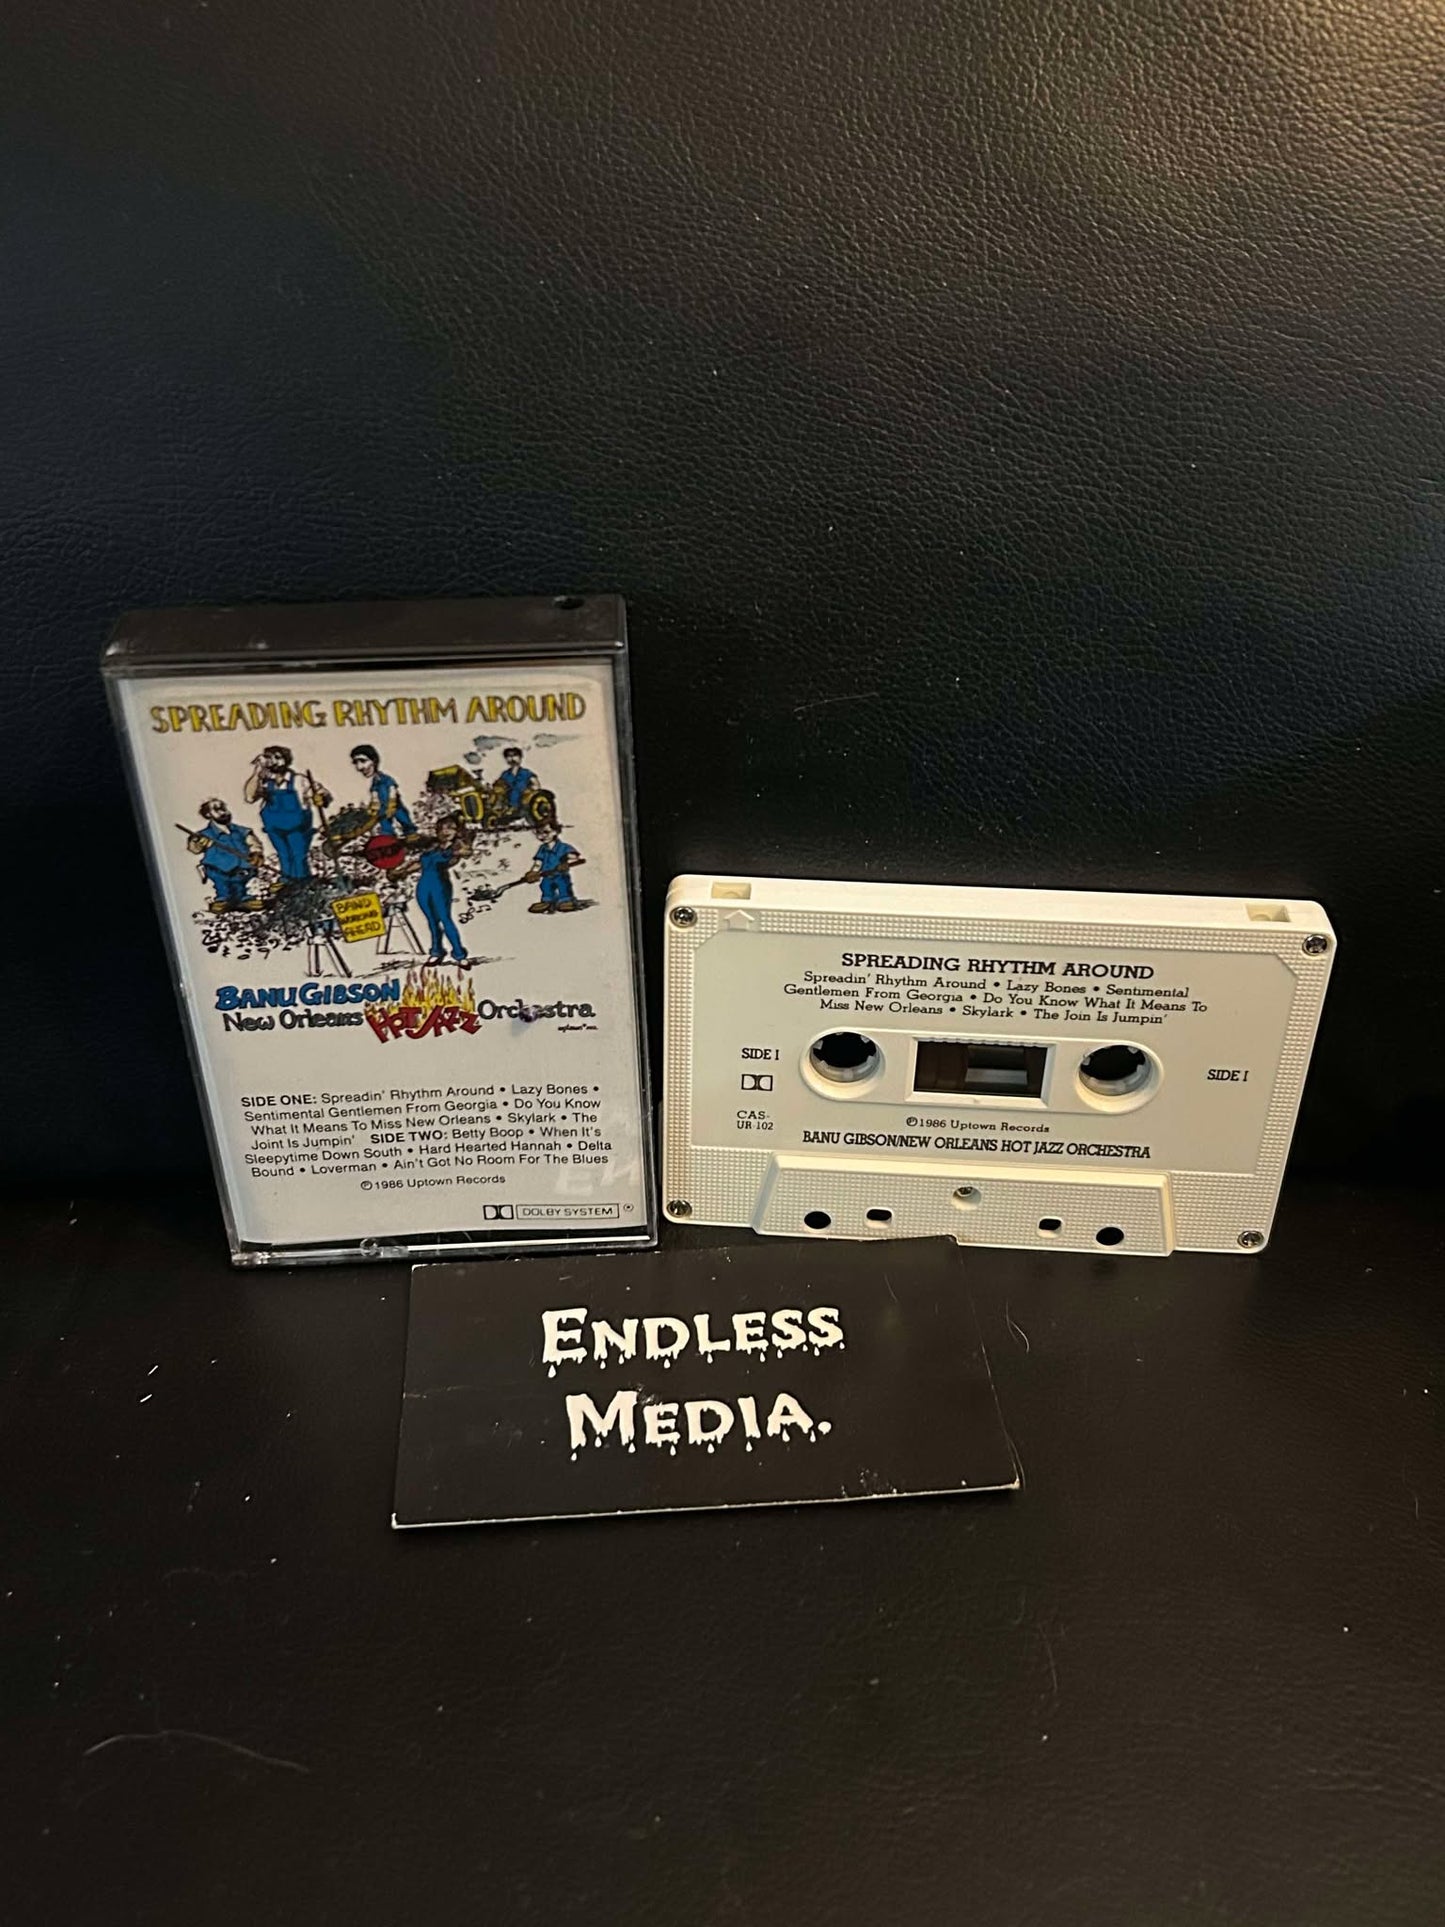 SPREADING RHYTHM AROUND
BAND
WORKING
AHEAD
BANU GIBSON
New Orleans HOT JAZZ Orchestra
SIDE ONE: Spreadin' Rhythm Around • Lazy Bones •
Sentimental Gentlemen From Georgia • Do You Know
What It Means To Miss New Orleans • Skylark • The
Joint Is Jumpin' SIDE TWO: Betty Boop • When It's
Sleepytime Down South • Hard Hearted Hannah • Delta
Bound • Loverman • Ain't Got No Room For The Blues
℗ 1986 Uptown Records
DOLBY SYSTEM
SPREADING RHYTHM AROUND
Spreadin' Rhythm Around • Lazy Bones • Sentimental
Gentlemen From Georgia • Do You Know What It Means To
Miss New Orleans • Skylark • The Join Is Jumpin'
SIDE I
SIDE I
CAS-
UR-102
℗ 1986 Uptown Records
BANU GIBSON/NEW ORLEANS HOT JAZZ ORCHESTRA
ENDLESS
MEDIA.